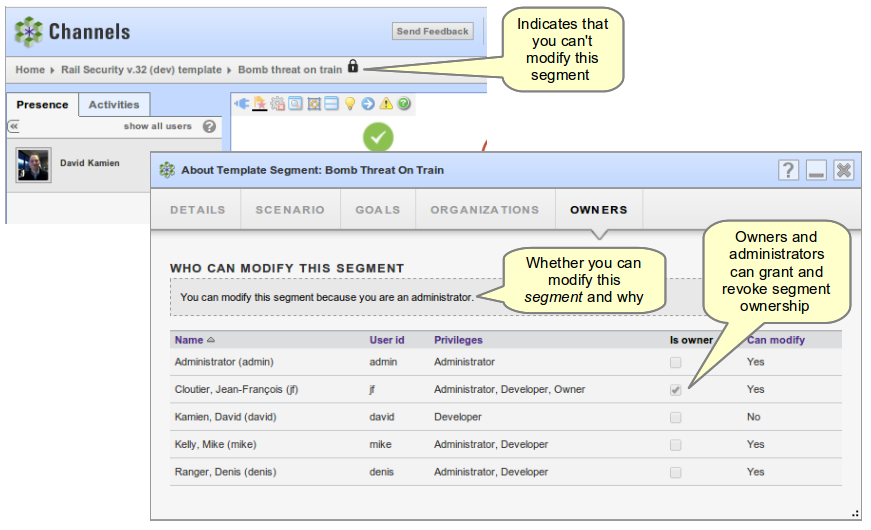 Channels
Send Feedback
Indicates that
you can't
modify this
segment
Home Rail Security v.32 (dev) template Bomb threat on train
Presence Activities
show all users
David Kamien
About Template Segment: Bomb Threat On Train
DETAILS SCENARIO GOALS ORGANIZATIONS OWNERS
Owners and
administrators
can grant and
revoke segment
ownership
WHO CAN MODIFY THIS SEGMENT
Whether you can
modify this
segment and why
You can modify this segment because you are an administrator.
Name User id Privileges Is owner Can modify
Administrator (admin) admin Administrator Yes
Cloutier, Jean-François (jf) jf Administrator, Developer, Owner Yes
Kamien, David (david) david Developer No
Kelly, Mike (mike) mike Administrator, Developer Yes
Ranger, Denis (denis) denis Administrator, Developer Yes